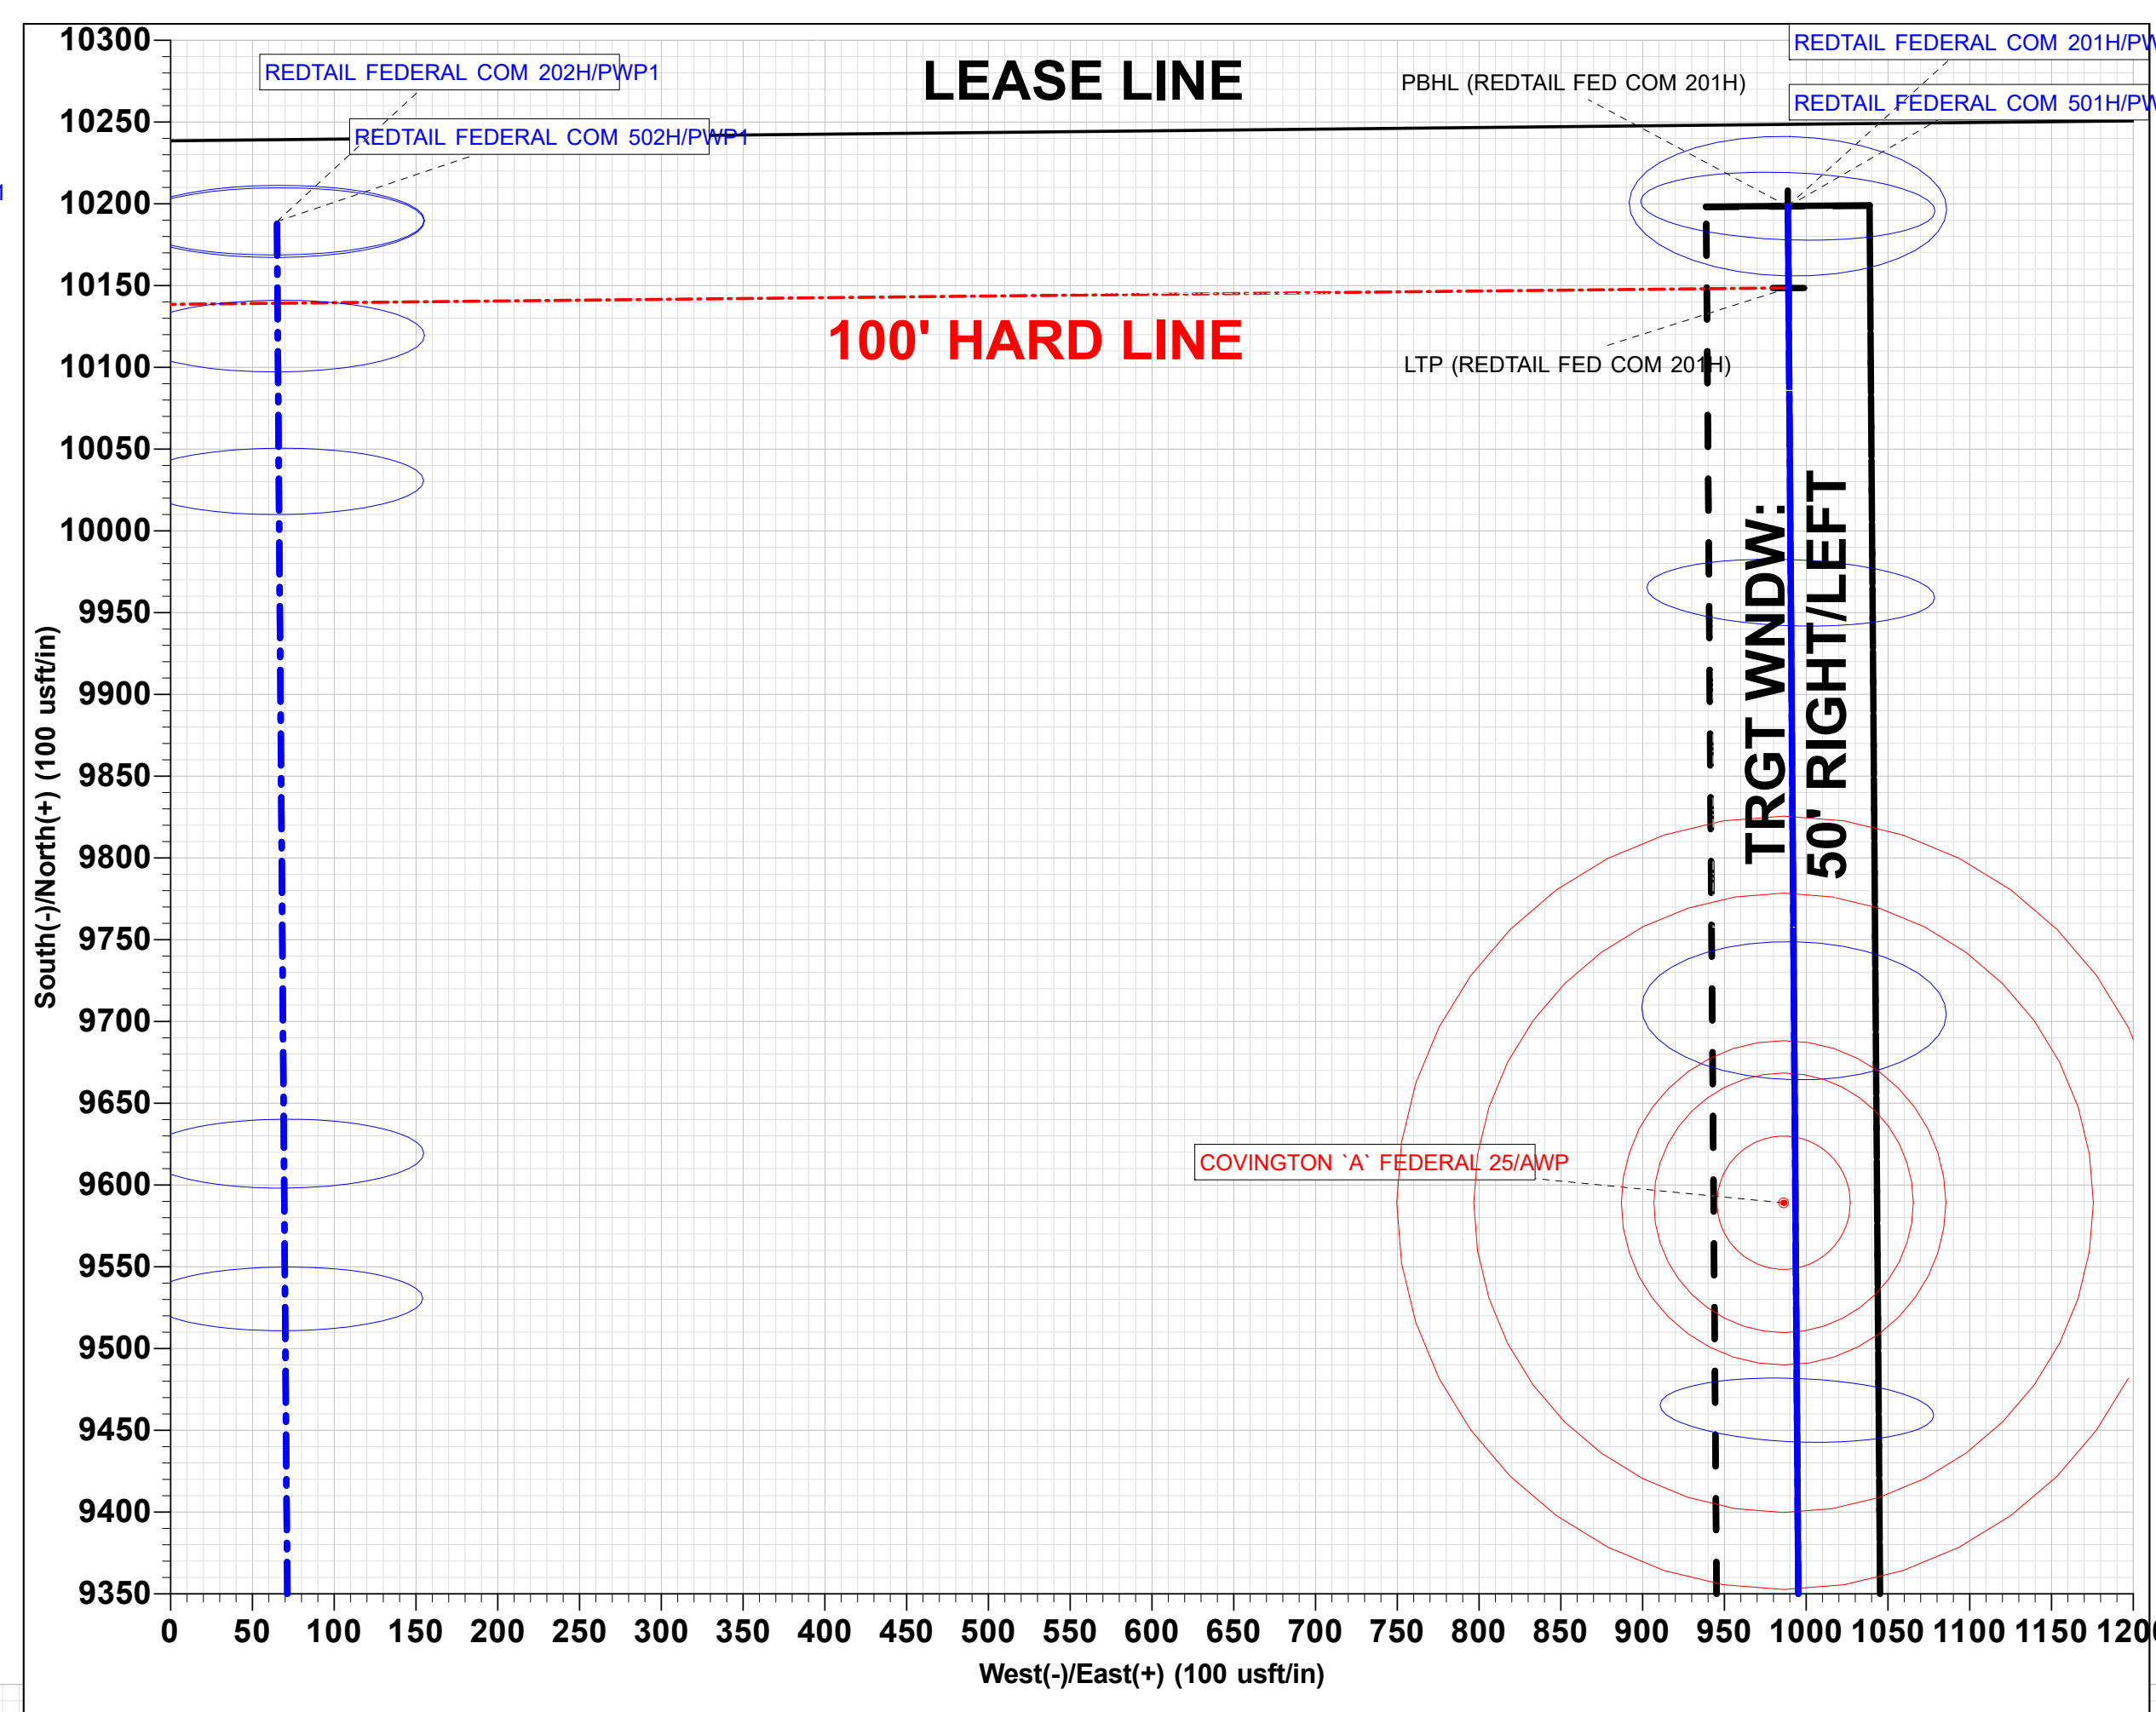 REDTAIL FEDERAL COM 202H/PWP1
REDTAIL FEDERAL COM 502H/PWP1
LEASE LINE
PBHL (REDTAIL FED COM 201H)
REDTAIL FEDERAL COM 201H/
REDTAIL FEDERAL COM 501H/
100' HARD LINE
LTP (REDTAIL FED COM 201H)
TRGT WNDW:
50' RIGHT/LEFT
COVINGTON `A` FEDERAL 25/AWP
South(-)/North(+) (100 usft/in)
10300
10250
10200
10150
10100
10050
10000
9950
9900
9850
9800
9750
9700
9650
9600
9550
9500
9450
9400
9350
0 50 100 150 200 250 300 350 400 450 500 550 600 650 700 750 800 850 900 950 1000 1050 1100 1150 1200
West(-)/East(+) (100 usft/in)